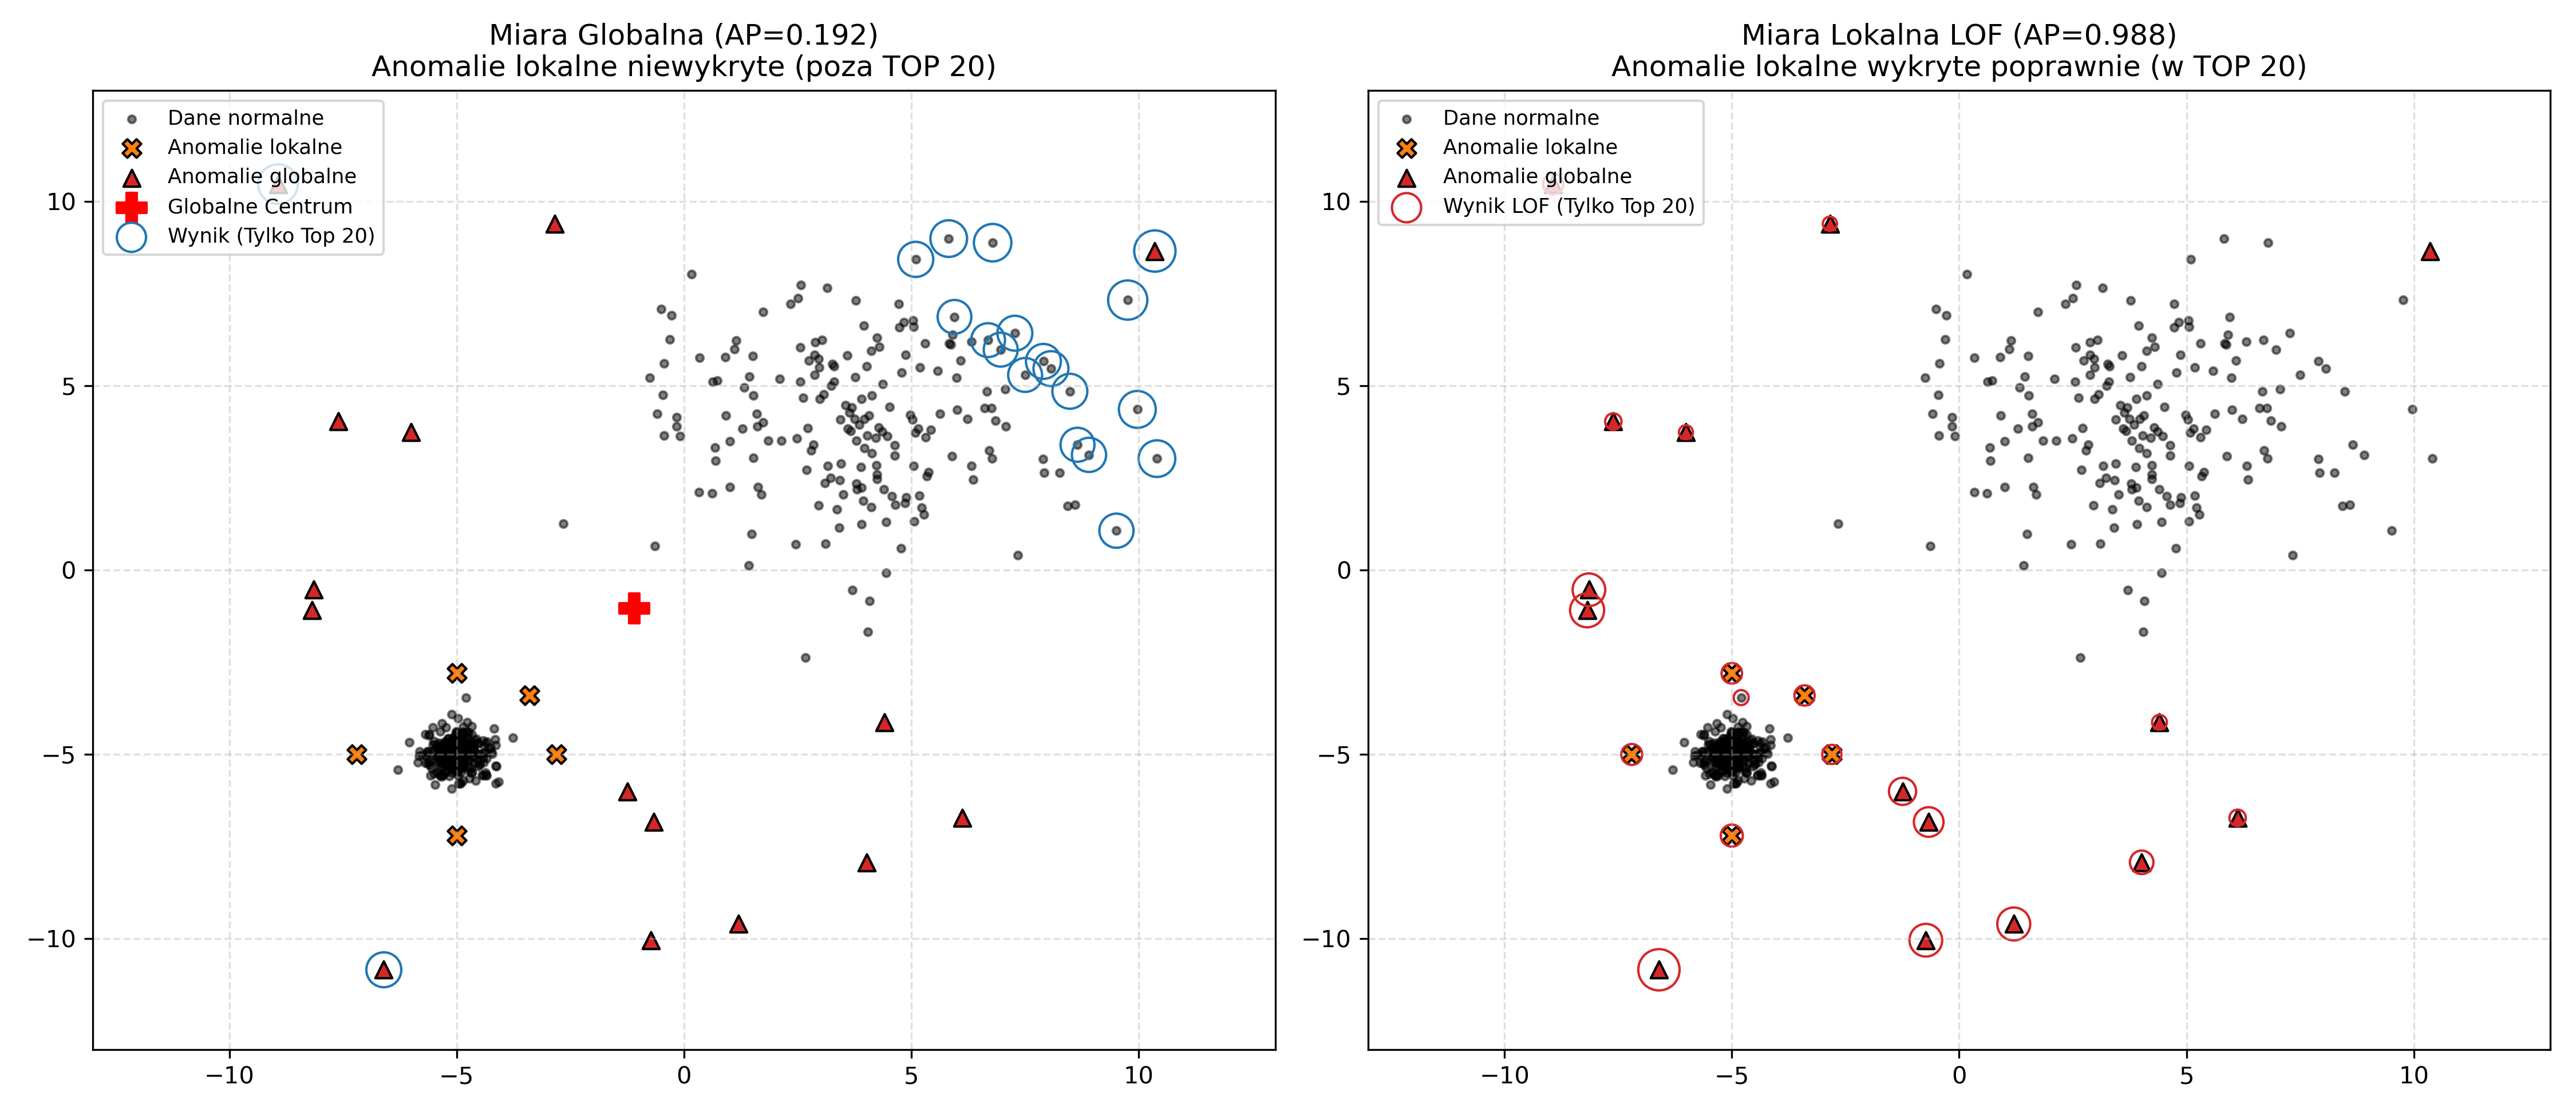 Miara Globalna (AP=0.192)
Anomalie lokalne niewykryte (poza TOP 20)
Dane normalne
Anomalie lokalne
Anomalie globalne
Globalne Centrum
Wynik (Tylko Top 20)
10
5
0
−5
−10
−10
−5
0
5
10
Miara Lokalna LOF (AP=0.988)
Anomalie lokalne wykryte poprawnie (w TOP 20)
Dane normalne
Anomalie lokalne
Anomalie globalne
Wynik LOF (Tylko Top 20)
10
5
0
−5
−10
−10
−5
0
5
10